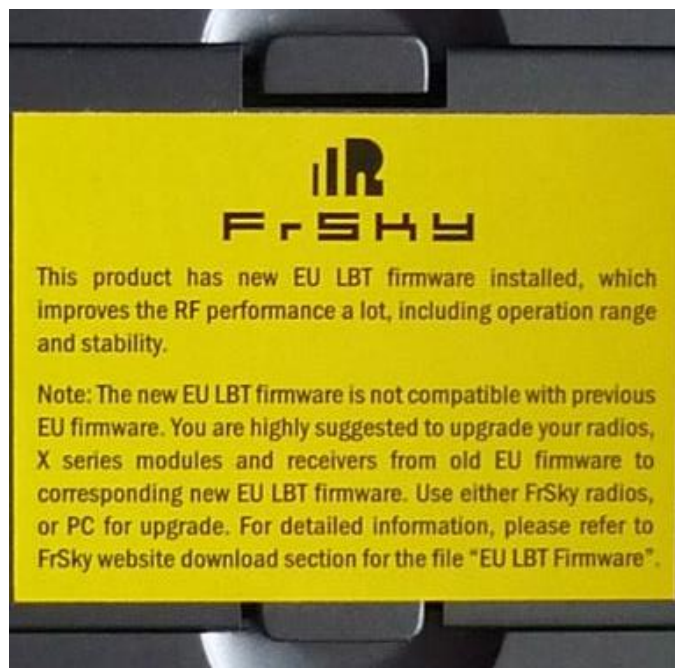 FrSKY
This product has new EU LBT firmware installed, which
improves the RF performance a lot, including operation range
and stability.
Note: The new EU LBT firmware is not compatible with previous
EU firmware. You are highly suggested to upgrade your radios,
X series modules and receivers from old EU firmware to
corresponding new EU LBT firmware. Use either FrSky radios,
or PC for upgrade. For detailed information, please refer to
FrSky website download section for the file “EU LBT Firmware”.